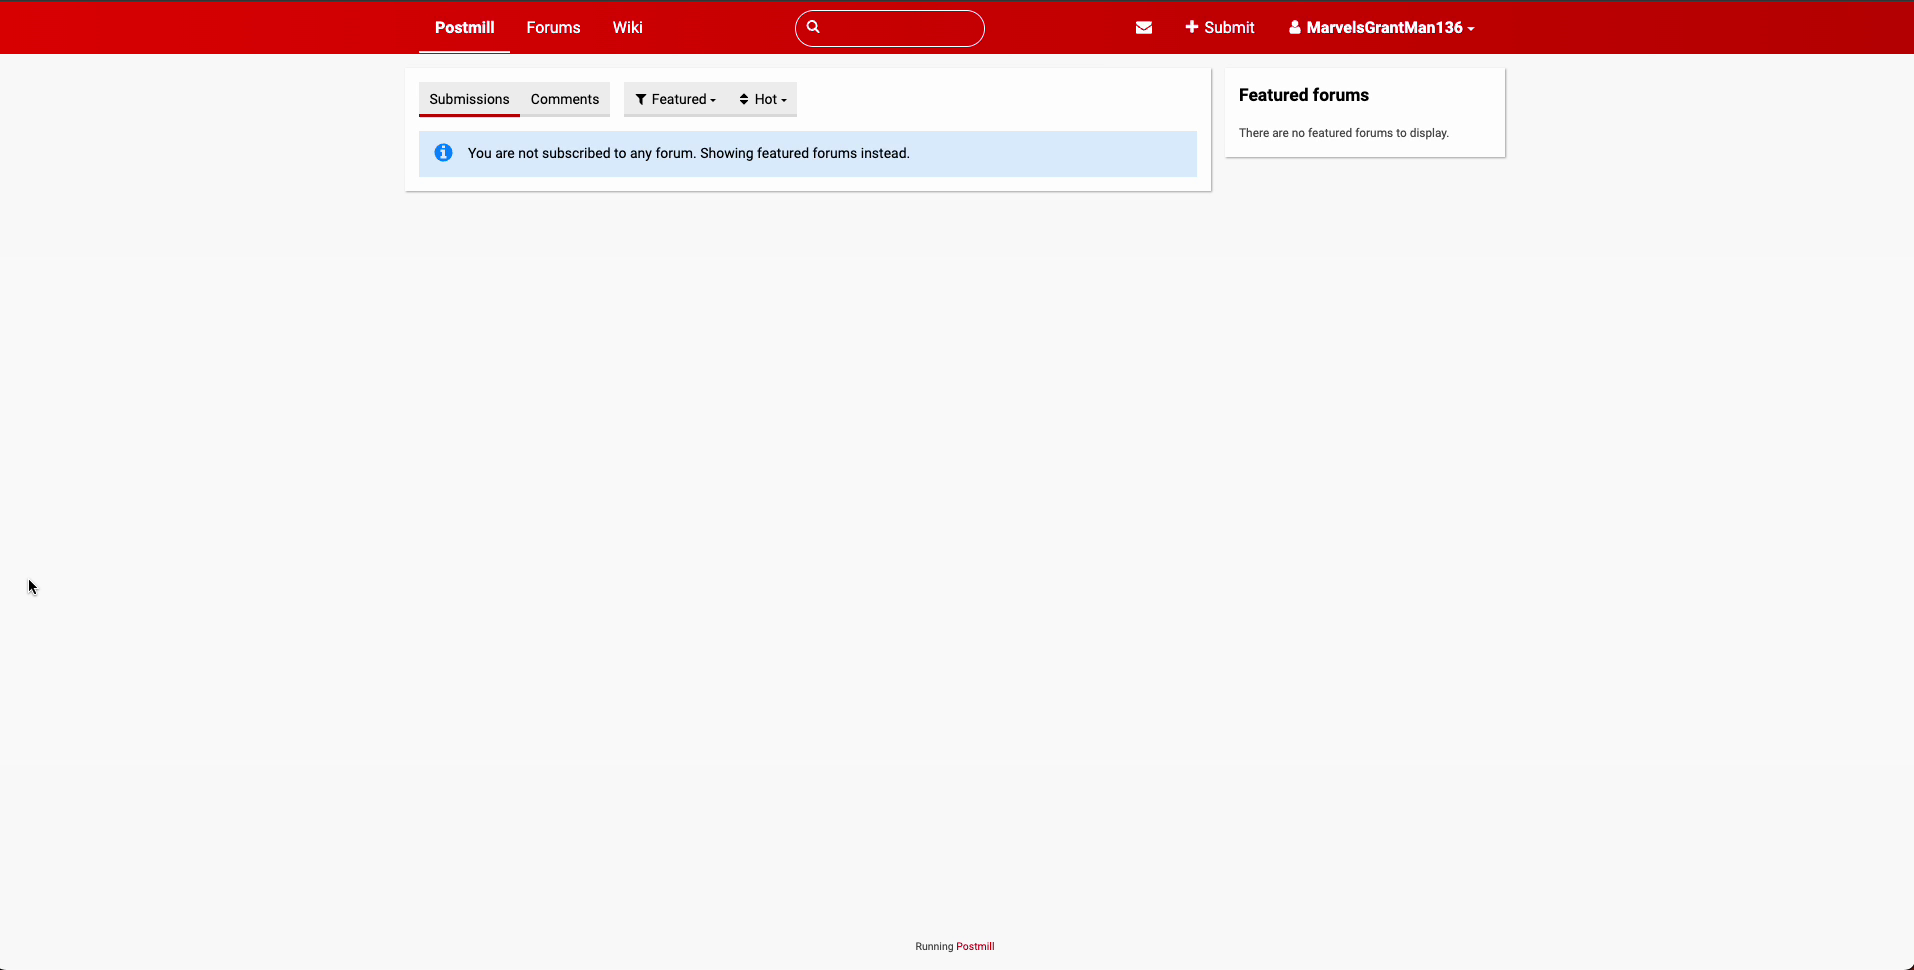 Postmill Forums Wiki Submit MarvelsGrantMan136
Submissions Comments Featured Hot
You are not subscribed to any forum. Showing featured forums instead.
Featured forums
There are no featured forums to display.
Running Postmill